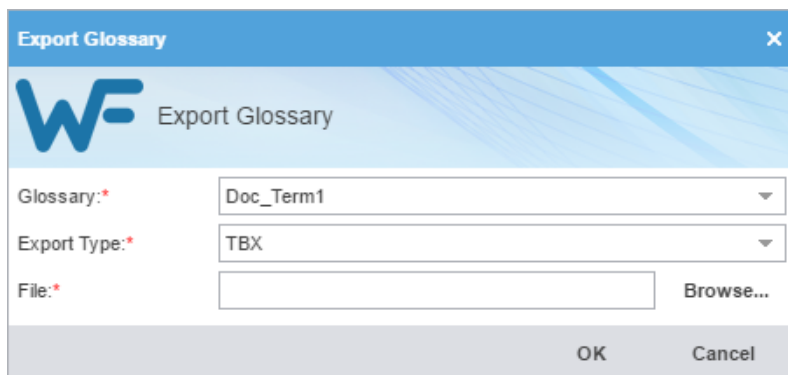 Export Glossary
WF Export Glossary
Glossary:* Doc_Term1
Export Type:* TBX
File:* Browse...
OK Cancel